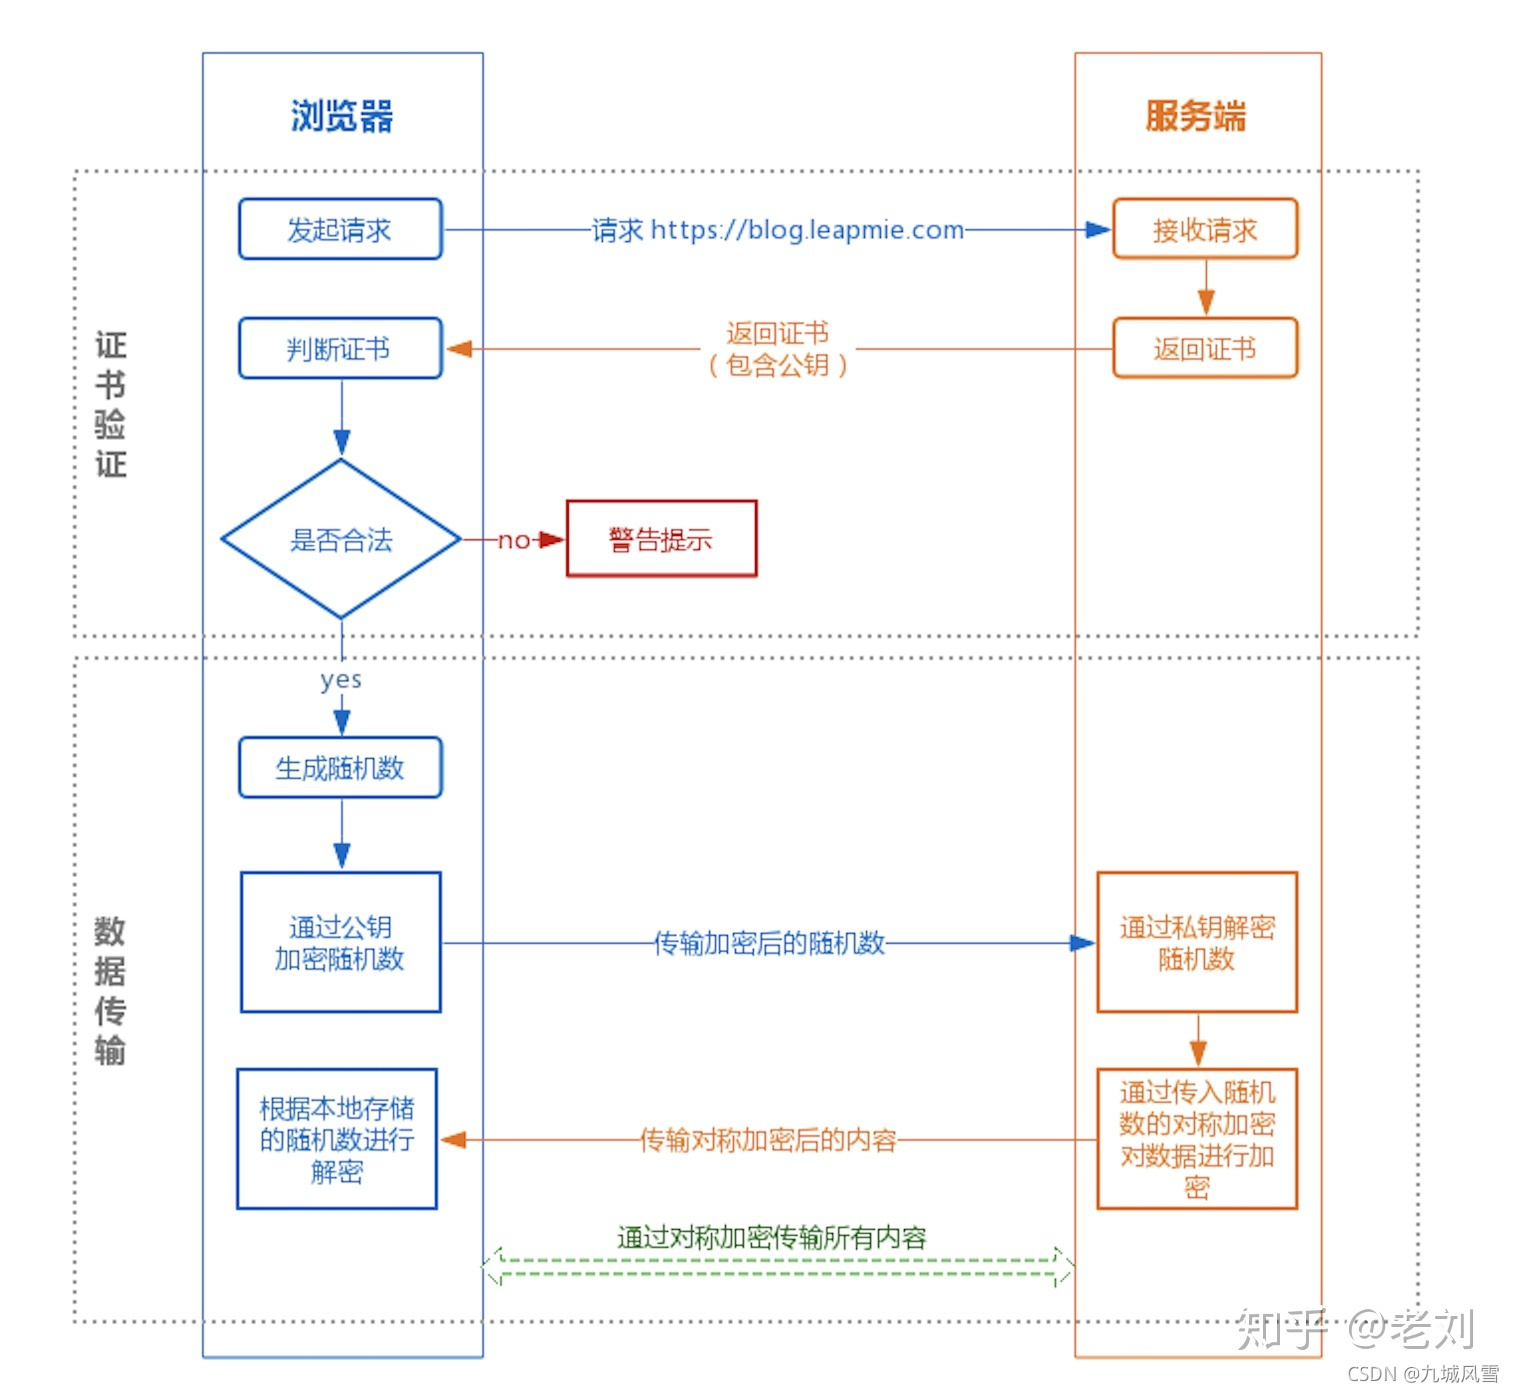 浏览器
服务端
发起请求
请求 https://blog.leapmie.com
接收请求
判断证书
返回证书
（包含公钥）
返回证书
证
书
验
证
是否合法
no
警告提示
yes
生成随机数
通过公钥
加密随机数
传输加密后的随机数
通过私钥解密
随机数
数
据
传
输
根据本地存储
的随机数进行
解密
传输对称加密后的内容
通过传入随机
数的对称加密
对数据进行加
密
通过对称加密传输所有内容
知乎 @老刘
CSDN @九城风雪